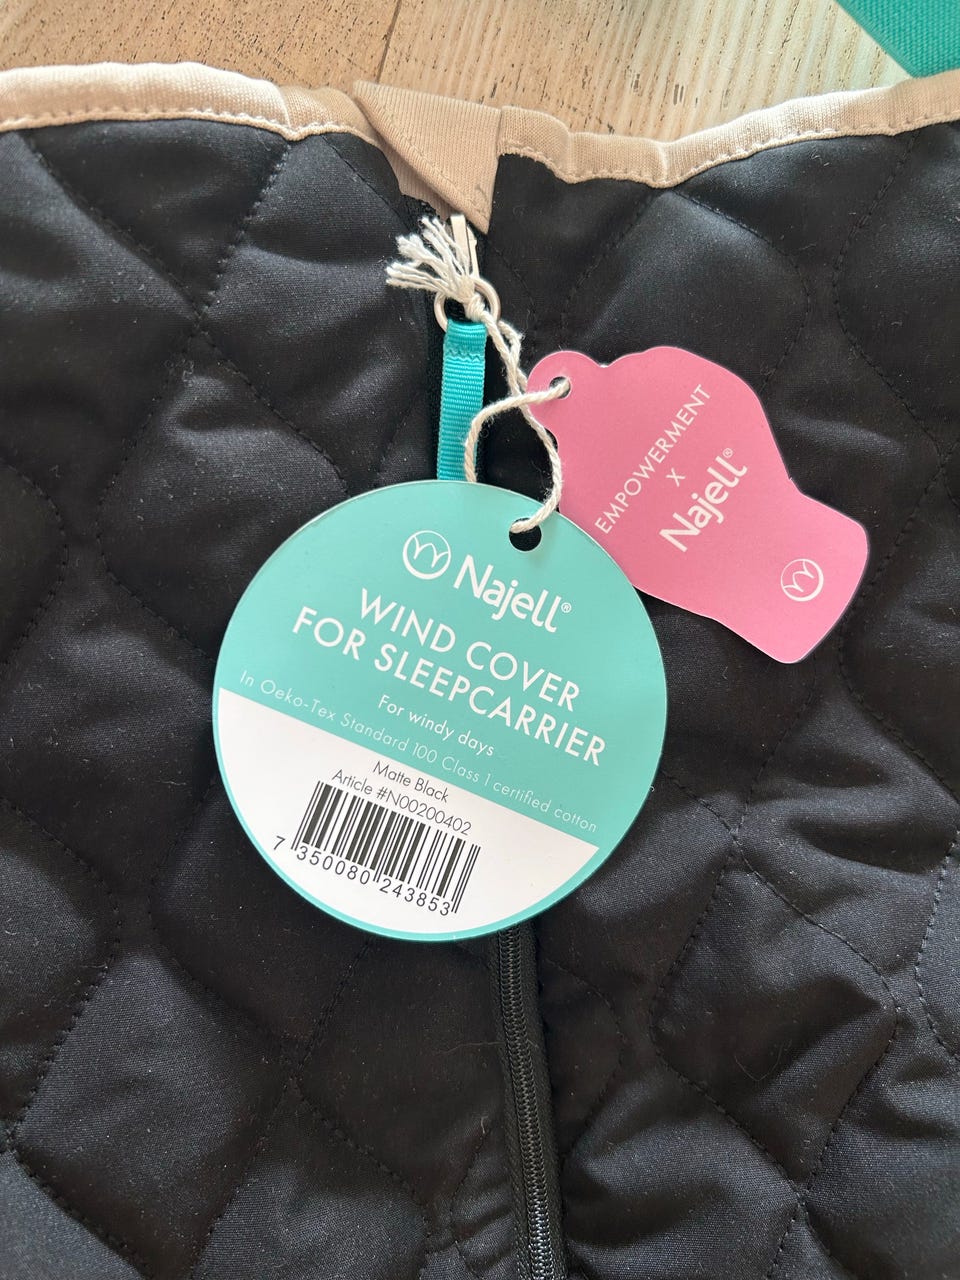 EMPOWERMENT
x
Najell®
Najell®
WIND COVER
FOR SLEEPCARRIER
For windy days
In Oeko-Tex Standard 100 Class 1 certified cotton
Matte Black
Article #N00200402
7 350080 243853